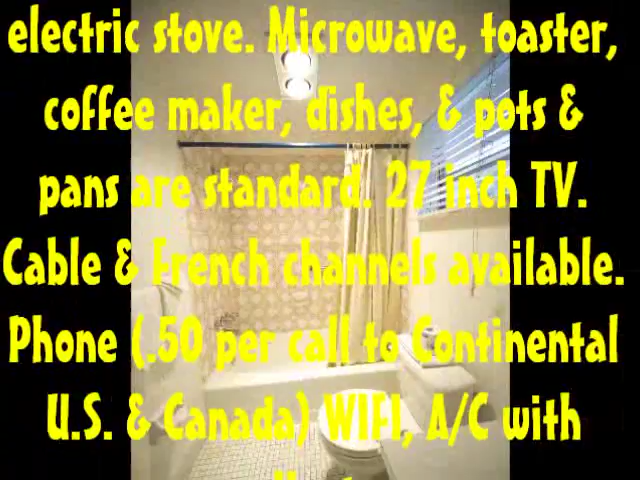 electric stove. Microwave, toaster,
coffee maker, dishes, & pots &
pans are standard. 27 inch TV.
Cable & French channels available.
Phone (.50 per call to Continental
U.S. & Canada) WIFI, A/C with